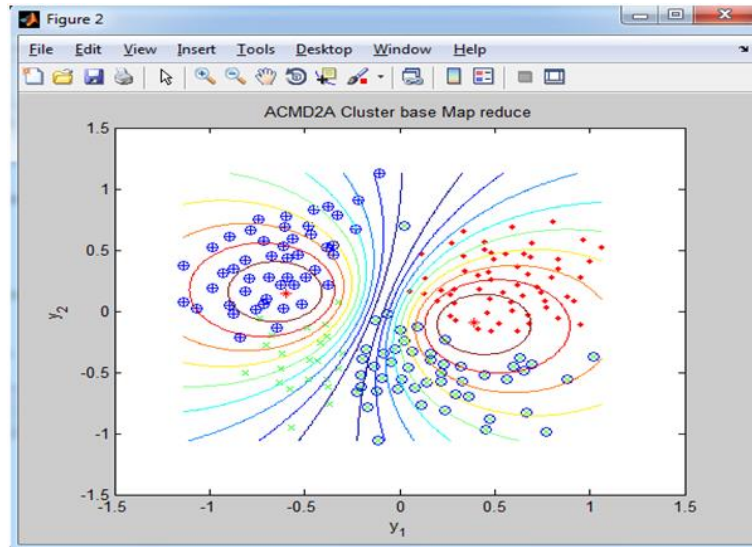 Figure 2
File Edit View Insert Tools Desktop Window Help
ACMD2A Cluster base Map reduce
1.5
1
0.5
0
-0.5
-1
-1.5
y2
-1.5 -1 -0.5 0 0.5 1 1.5
y1